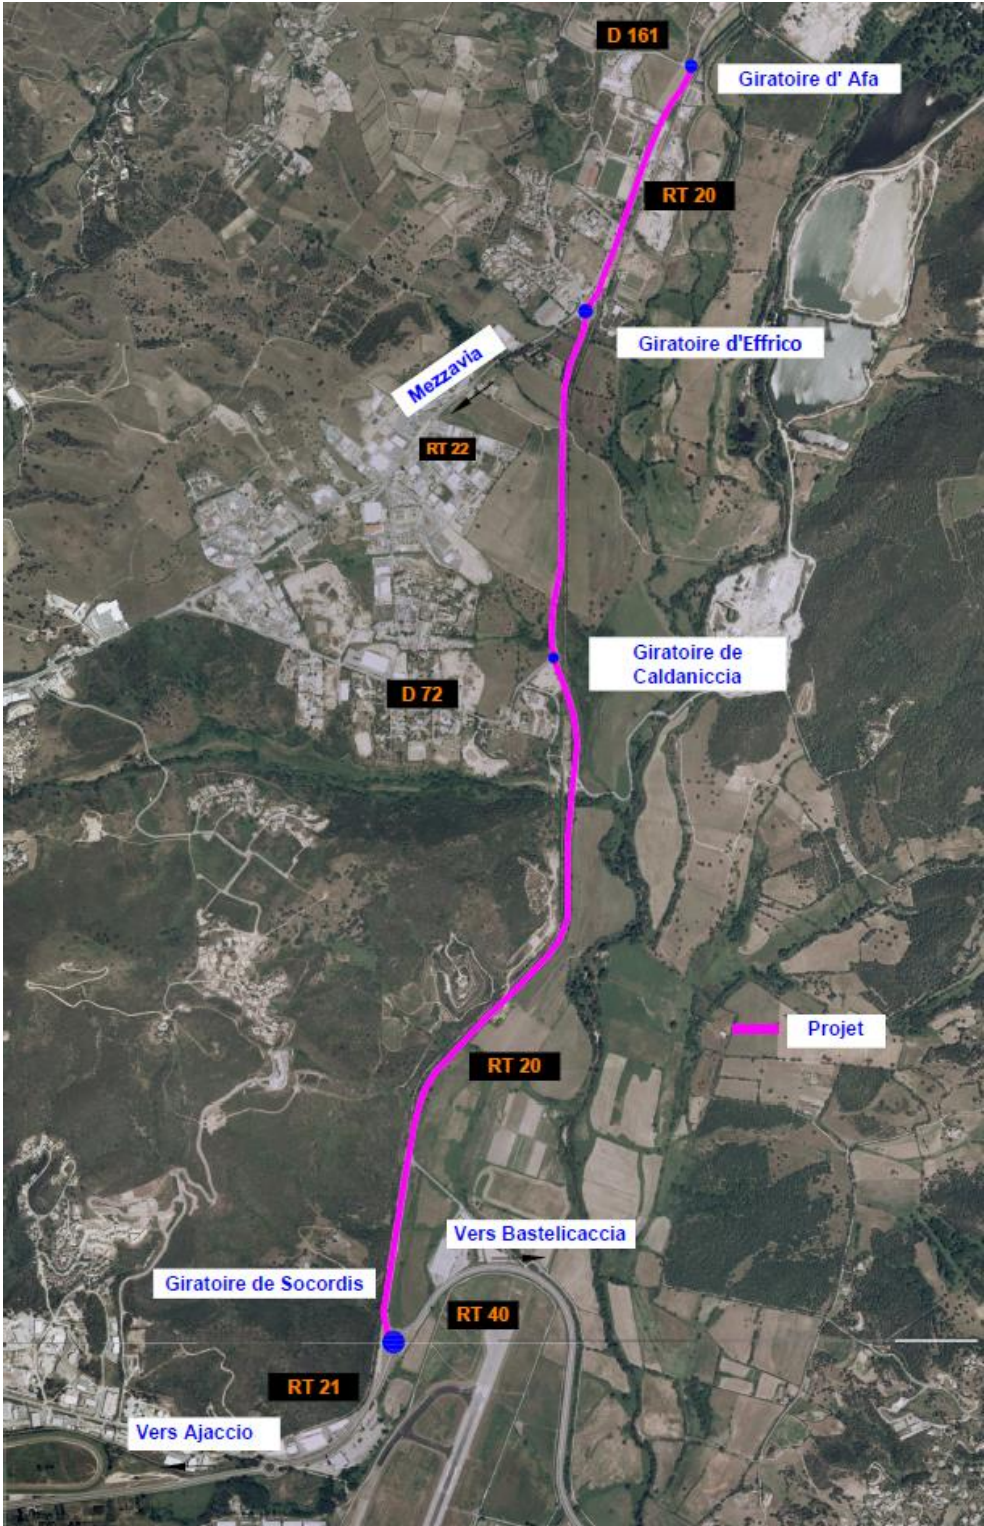 D 161
Giratoire d' Afa
RT 20
Giratoire d'Effrico
Mezzavia
RT 22
Giratoire de
Caldaniccia
D 72
Projet
RT 20
Vers Bastelicaccia
Giratoire de Socordis
RT 40
RT 21
Vers Ajaccio